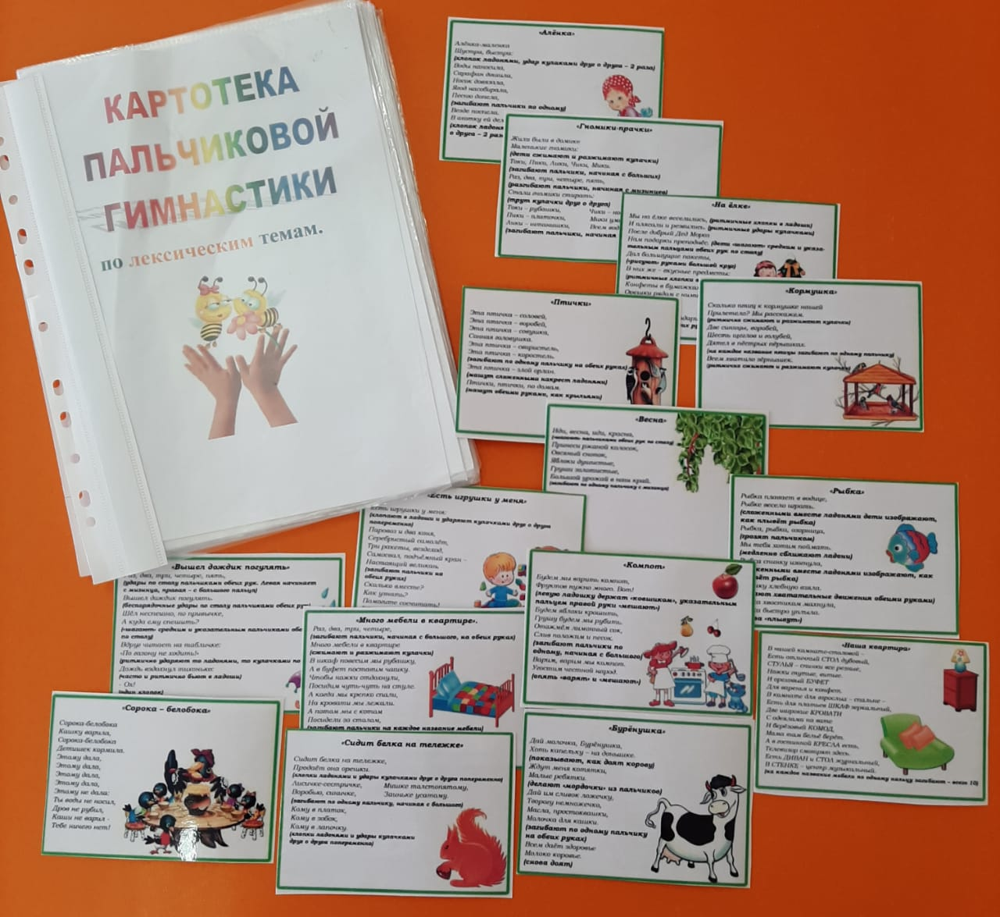 КАРТОТЕКА
ПАЛЬЧИКОВОЙ
ГИМНАСТИКИ
по лексическим темам.
«Алёнка»
Алёнка-маленка
Шустра, быстра:
(хлопок ладонями, удар кулаками друг о друга – 2 раза)
Воды наносила,
Сарафан дошила,
Носок довязала,
Ягод насобирала,
Песню допела,
(загибают пальчики по одному)
Везде поспела,
В охотку ей дел
(хлопок ладоня
о друга – 2 раз
«Гномики-прачки»
Жили были в домике
Маленькие гномики:
(дети сжимают и разжимают кулачки)
Токи, Пики, Лики, Чики, Мики.
(загибают пальчики, начиная с больших)
Раз, два, три, четыре, пять,
(разгибают пальчики, начиная с мизинцев)
Стали гномики стирать:
(трут кулачки друг о друга)
Токи – рубашки, Чики – но
Пики – платочки, Мики ум
Лики – штанишки, Всем вод
(загибают пальчики, начиная
«На ёлке»
Мы на ёлке веселились, (ритмичные хлопки в ладоши)
И плясали и резвились. (ритмичные удары кулачками)
После добрый Дед Мороз
Нам подарки преподнёс. (дети «шагают» средним и указа-
тельным пальцами обеих рук по столу)
Дал большущие пакеты,
(«рисуют» руками большой круг)
В них же – вкусные предметы:
(ритмичные хлопки в
Конфеты в бумажках
Орешки рядом с ними
«Кормушка»
Сколько птиц к кормушке нашей
Прилетело? Мы расскажем.
(ритмично сжимают и разжимают кулачки)
Две синицы, воробей,
Шесть щеглов и голубей,
Дятел в пёстрых пёрышках.
(на каждое название птицы загибают по одному пальчику)
Всем хватило зёрнышек.
(ритмично сжимают и разжимают кулачки)
«Птички»
Эта птичка – соловей,
Эта птичка – воробей,
Эта птичка – совушка,
Сонная головушка.
Эта птичка – свиристель,
Эта птичка – коростель.
(загибают по одному пальчику на обеих руках)
Эта птичка – злой орлан.
(машут сложенными накрест ладонями)
Птички, птички, по домам.
(машут обеими руками, как крыльями)
«Весна»
Иди, весна, иди, красна,
(«шагают» пальчиками обеих рук по столу)
Принеси ржаной колосок,
Овсяный снопок,
Яблоки душистые,
Груши золотистые,
Большой урожай в наш край.
(загибают по одному пальчику с мизинца)
«Рыбка»
Рыбка плавает в водице,
Рыбке весело играть.
(сложенными вместе ладонями дети изображают,
как плывёт рыбка)
Рыбка, рыбка, озорница,
(грозят пальчиком)
Мы тебя хотим поймать.
(медленно сближают ладони)
Рыбка спинку изогнула,
женными вместе ладонями изображают, как
ёт рыбка)
шку хлебную взяла.
ают хватательные движения обеими руками)
ка хвостиком махнула,
а быстро уплыла.
ва «плывут»)
«Есть игрушки у меня»
Есть игрушки у меня:
(хлопают в ладоши и ударяют кулачками друг о друга
попеременно)
Паровоз и два коня,
Серебристый самолёт,
Три ракеты, вездеход,
Самосвал, подъёмный кран -
Настоящий великан.
(загибают пальчики на
обеих руках)
Сколько вместе?
Как узнать?
Помогите сосчитать!
«Вышел дождик погулять»
Раз, два, три, четыре, пять,
(удары по столу пальчиками обеих рук. Левая начинает
с мизинца, правая – с большого пальца)
Вышел дождик погулять.
(беспорядочные удары по столу пальчиками обеих рук)
Шёл неспешно, по привычке,
А куда ему спешить?
(«шагают» средним и указательным пальчиками обе
по столу)
Вдруг читает на табличке:
«По газону не ходить!»
(ритмично ударяют то ладонями, то кулачками по
Дождь вздохнул тихонько:
(часто и ритмично бьют в ладоши)
- Ох!
(один хлопок)
«Компот»
Будем мы варить компот,
Фруктов нужно много. Вот!
(левую ладошку держат «ковшиком», указательным
пальцем правой руки «мешают»)
Будем яблоки крошить,
Грушу будем мы рубить.
Отожмём лимонный сок,
Слив положим и песок.
(загибают пальчики по
одному, начиная с большого)
Варим, варим мы компот.
Угостим честной народ.
(опять «варят» и «мешают»)
«Много мебели в квартире».
Раз, два, три, четыре,
(загибают пальчики, начиная с большого, на обеих руках)
Много мебели в квартире
(сжимают и разжимают кулачки)
В шкаф повесим мы рубашку,
А в буфет поставим чашку.
Чтобы ножки отдохнули,
Посидим чуть-чуть на стуле.
А когда мы крепко спали,
На кровати мы лежали.
А потом мы с котом
Посидели за столом,
(загибают пальчики на каждое название мебели)
«Наша квартира»
В нашей комнате-столовой –
Есть отличный СТОЛ дубовый,
СТУЛЬЯ – спинки все резные,
Ножки гнутые, витые.
И ореховый БУФЕТ
Для варенья и конфет.
В комнате для взрослых – спальне –
Есть для платьев ШКАФ зеркальный,
Две широкие КРОВАТИ
С одеялами на вате
И берёзовый КОМОД,
Мама там бельё берёт.
А в гостинной КРЕСЛА есть,
Телевизор смотрят здесь.
Есть ДИВАН и СТОЛ журнальный,
В СТЕНКЕ – центр музыкальный.
(на каждое название мебели по одному пальцу загибают – всего 10)
«Сорока – белобока»
Сорока-белобока
Кашку варила,
Сорока-белобока
Детишек кормила.
Этому дала,
Этому дала,
Этому дала,
Этому дала,
Этому не дала:
Ты воды не носил,
Дров не рубил,
Каши не варил -
Тебе ничего нет!
«Сидит белка на тележке»
Сидит белка на тележке,
Продаёт она орешки.
(хлопки ладонями и удары кулачками друг о друга попеременно)
Лисичке-сестричке, Мишке толстопятому,
Воробью, синичке, Заиньке усатому.
(загибают по одному пальчику, начиная с большого)
Кому в платок,
Кому в зобок,
Кому в лапочку.
(хлопки ладонями и удары кулачками
друг о друга попеременно)
«Бурёнушка»
Дай молочка, Бурёнушка,
Хоть капельку – на донышке.
(показывают, как доят корову)
Ждут меня котятки,
Малые ребятки.
(делают «мордочки» из пальчиков)
Дай им сливок ложечку,
Творогу немножечко,
Масла, простоквашки,
Молочка для кашки.
(загибают по одному пальчику
на обеих руках)
Всем даёт здоровье
Молоко коровье.
(снова доят)